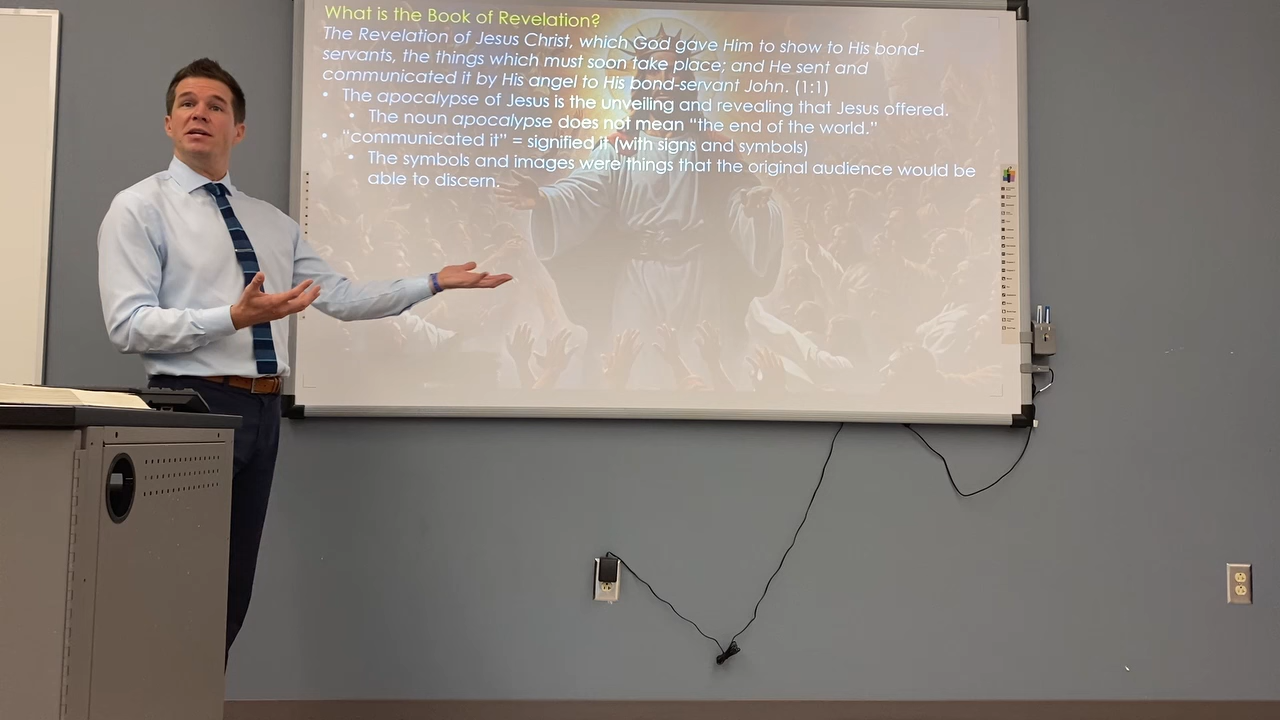 What is the Book of Revelation?
The Revelation of Jesus Christ, which God gave Him to show to His bond-
servants, the things which must soon take place; and He sent and
communicated it by His angel to His bond-servant John. (1:1)
• The apocalypse of Jesus is the unveiling and revealing that Jesus offered.
• The noun apocalypse does not mean “the end of the world.”
• “communicated it” = signified it (with signs and symbols)
• The symbols and images were things that the original audience would be
able to discern.